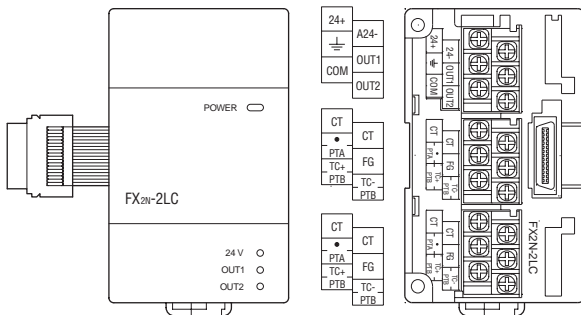 POWER
FX2N-2LC
24 V
OUT1
OUT2
24+
A24-
⏚
OUT1
COM
OUT2
CT
CT
•
PTA
FG
TC+
PTB
TC-
PTB
CT
CT
•
PTA
FG
TC+
PTB
TC-
PTB
24+
24-
⏚
OUT1
COM
OUT2
CT
CT
•
PTA
FG
TC+
PTB
TC-
PTB
CT
CT
•
PTA
FG
TC+
PTB
TC-
PTB
FX2N-2LC